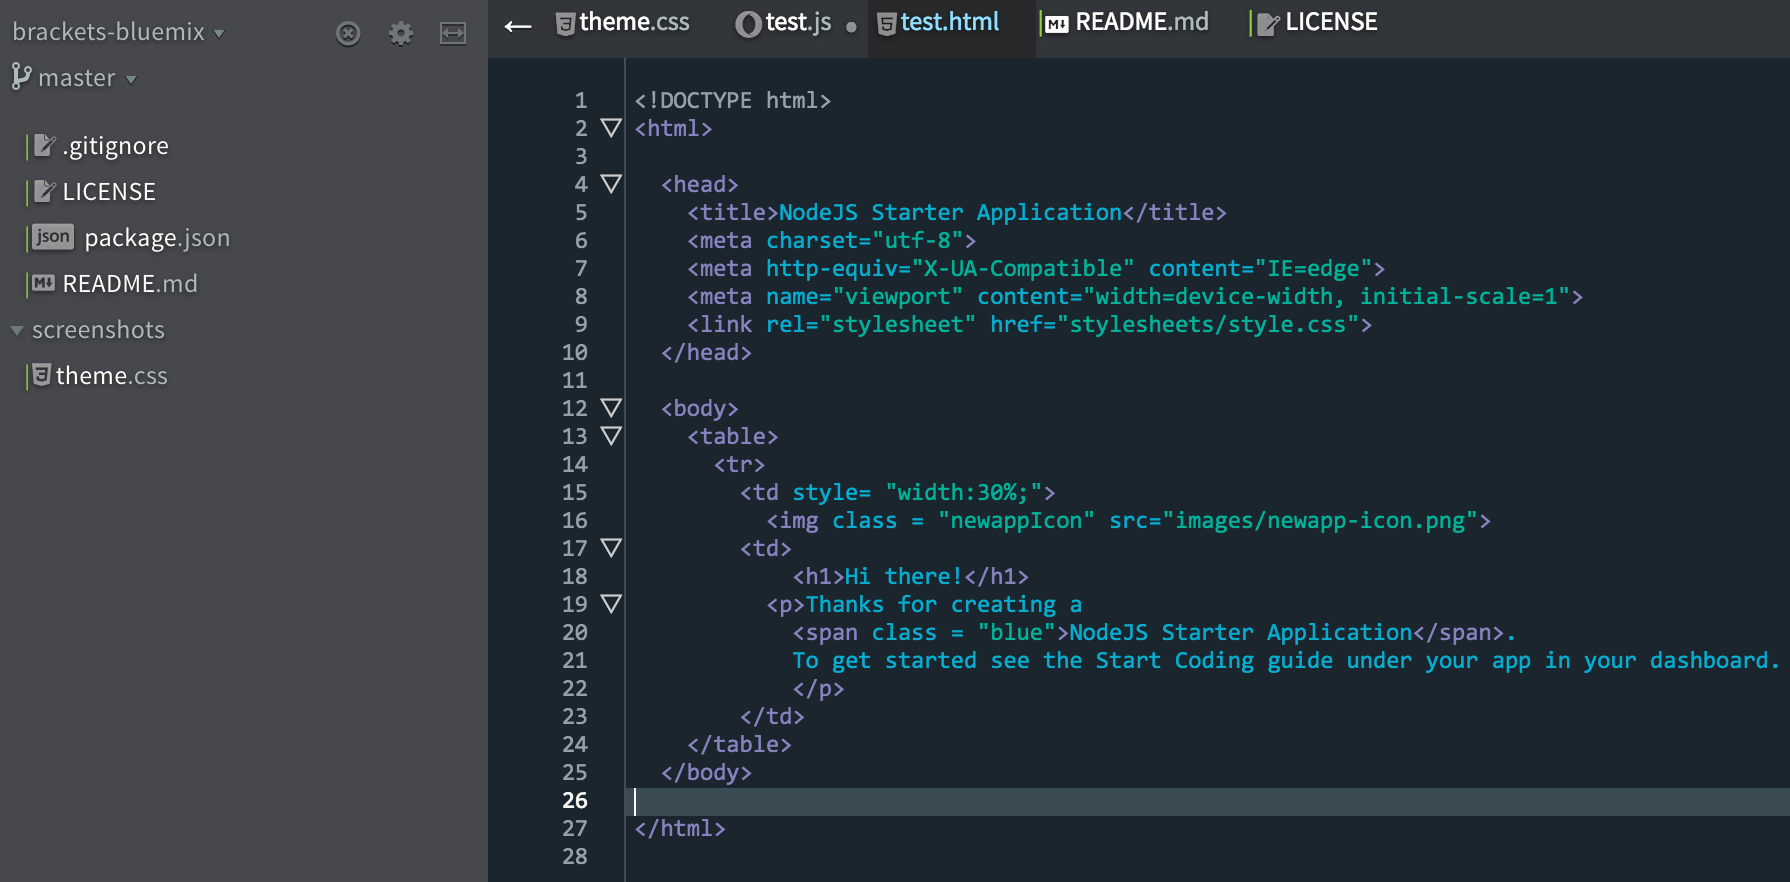 brackets-bluemix
master
.gitignore
LICENSE
json package.json
README.md
screenshots
theme.css
theme.css test.js test.html README.md LICENSE
1 <!DOCTYPE html>
2 <html>
3
4 <head>
5 <title>NodeJS Starter Application</title>
6 <meta charset="utf-8">
7 <meta http-equiv="X-UA-Compatible" content="IE=edge">
8 <meta name="viewport" content="width=device-width, initial-scale=1">
9 <link rel="stylesheet" href="stylesheets/style.css">
10 </head>
11
12 <body>
13 <table>
14 <tr>
15 <td style= "width:30%;">
16 <img class = "newappIcon" src="images/newapp-icon.png">
17 <td>
18 <h1>Hi there!</h1>
19 <p>Thanks for creating a
20 <span class = "blue">NodeJS Starter Application</span>.
21 To get started see the Start Coding guide under your app in your dashboard.
22 </p>
23 </td>
24 </table>
25 </body>
26
27 </html>
28